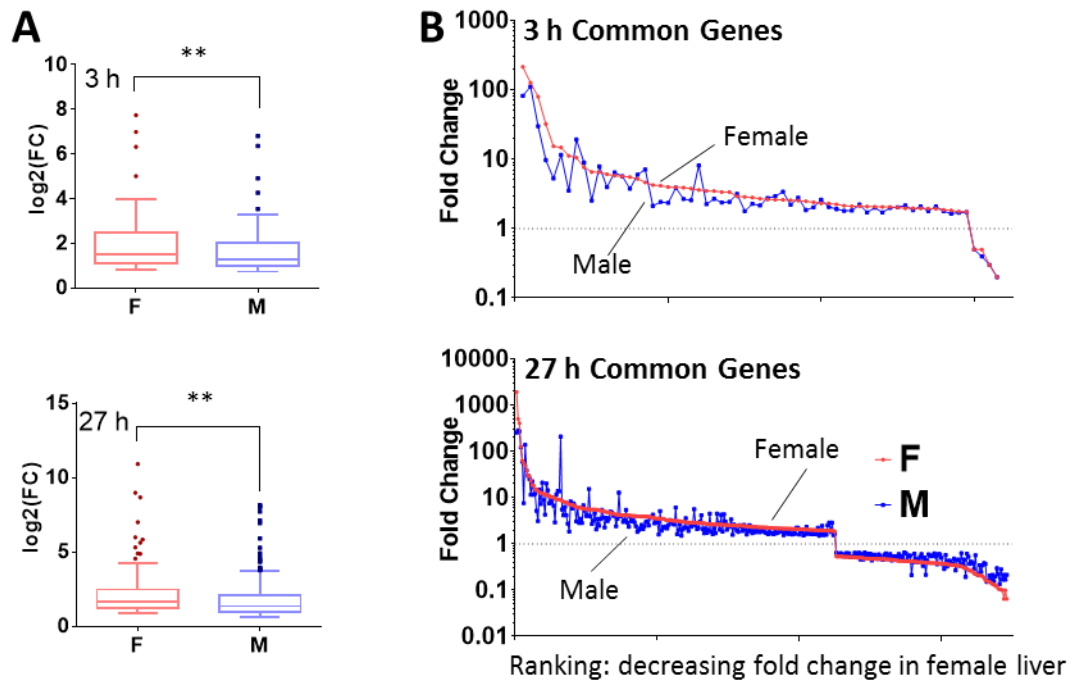 A
3 h
**
log2(FC)
10
8
6
4
2
0
F
M
27 h
**
log2(FC)
15
10
5
0
F
M
B
3 h Common Genes
Fold Change
1000
100
10
1
0.1
Female
Male
27 h Common Genes
Fold Change
10000
1000
100
10
1
0.1
0.01
Female
Male
F
M
Ranking: decreasing fold change in female liver